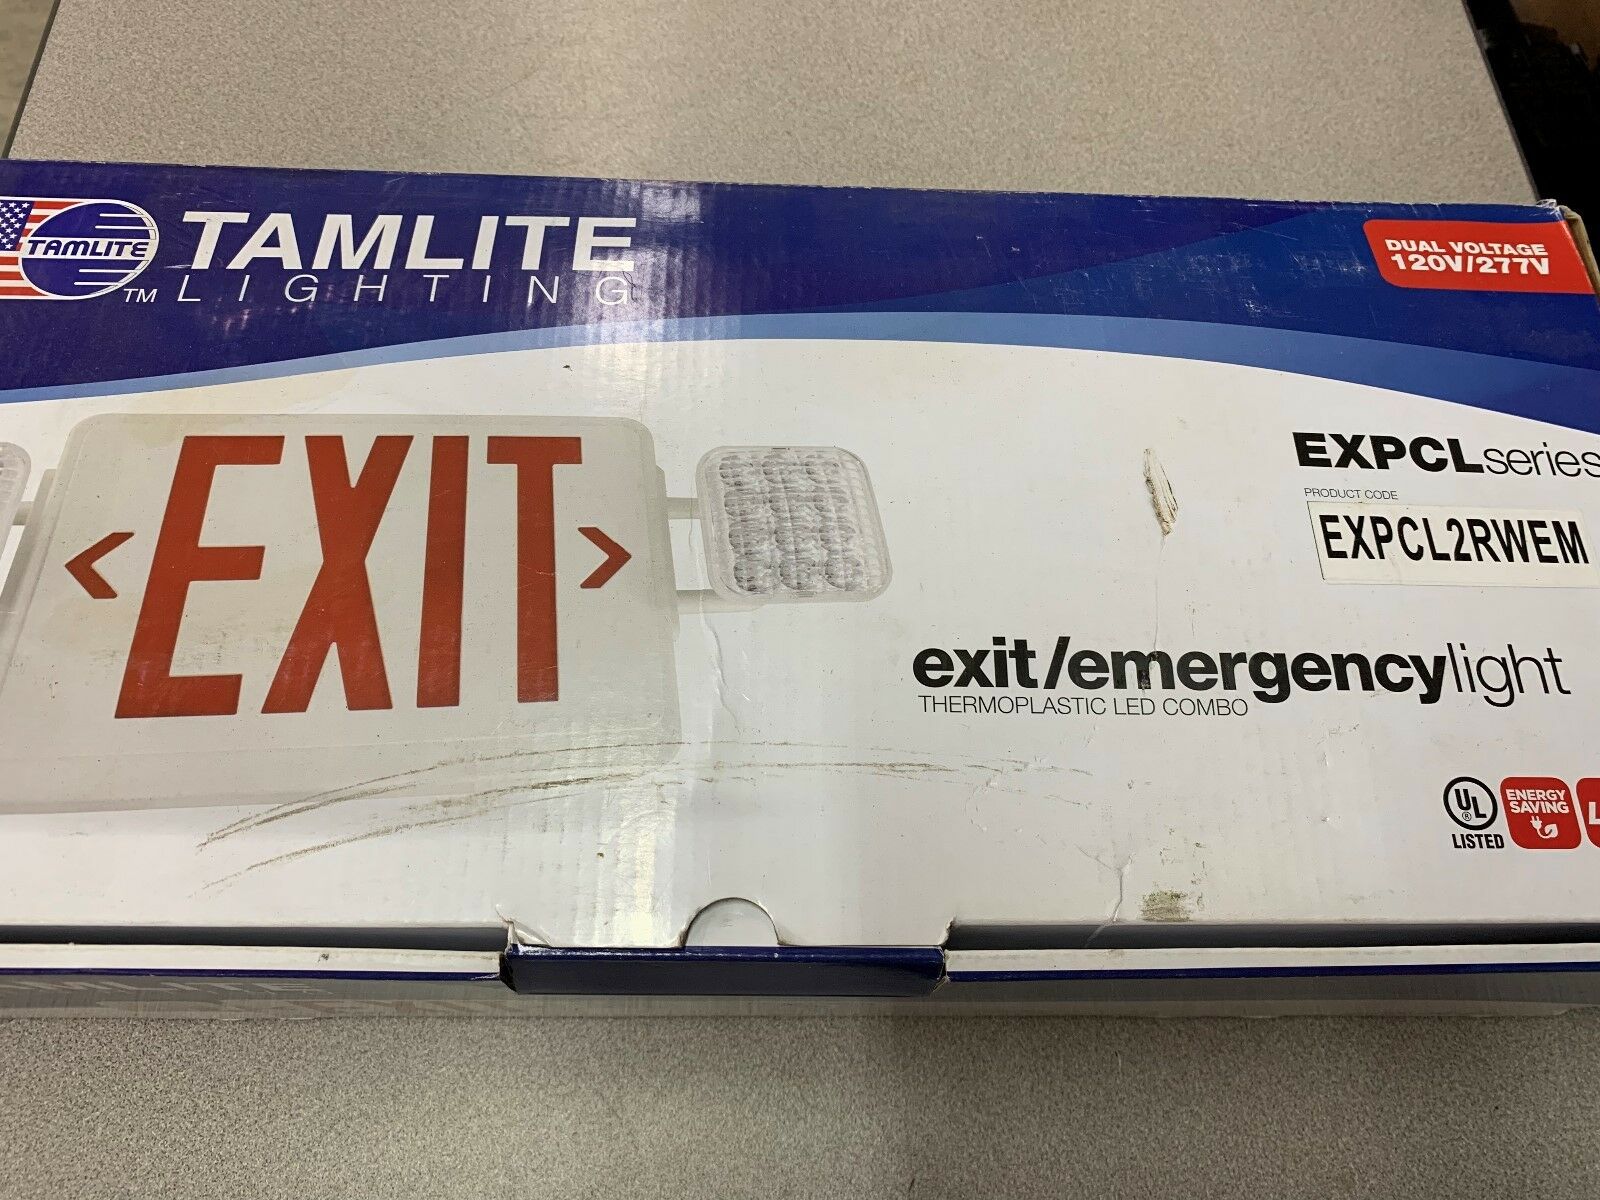 TAMLITE
TAMLITE
TM LIGHTING
DUAL VOLTAGE
120V/277V
EXIT
< >
EXPCLseries
PRODUCT CODE
EXPCL2RWEM
exit/emergencylight
THERMOPLASTIC LED COMBO
UL
®
LISTED
ENERGY
SAVING